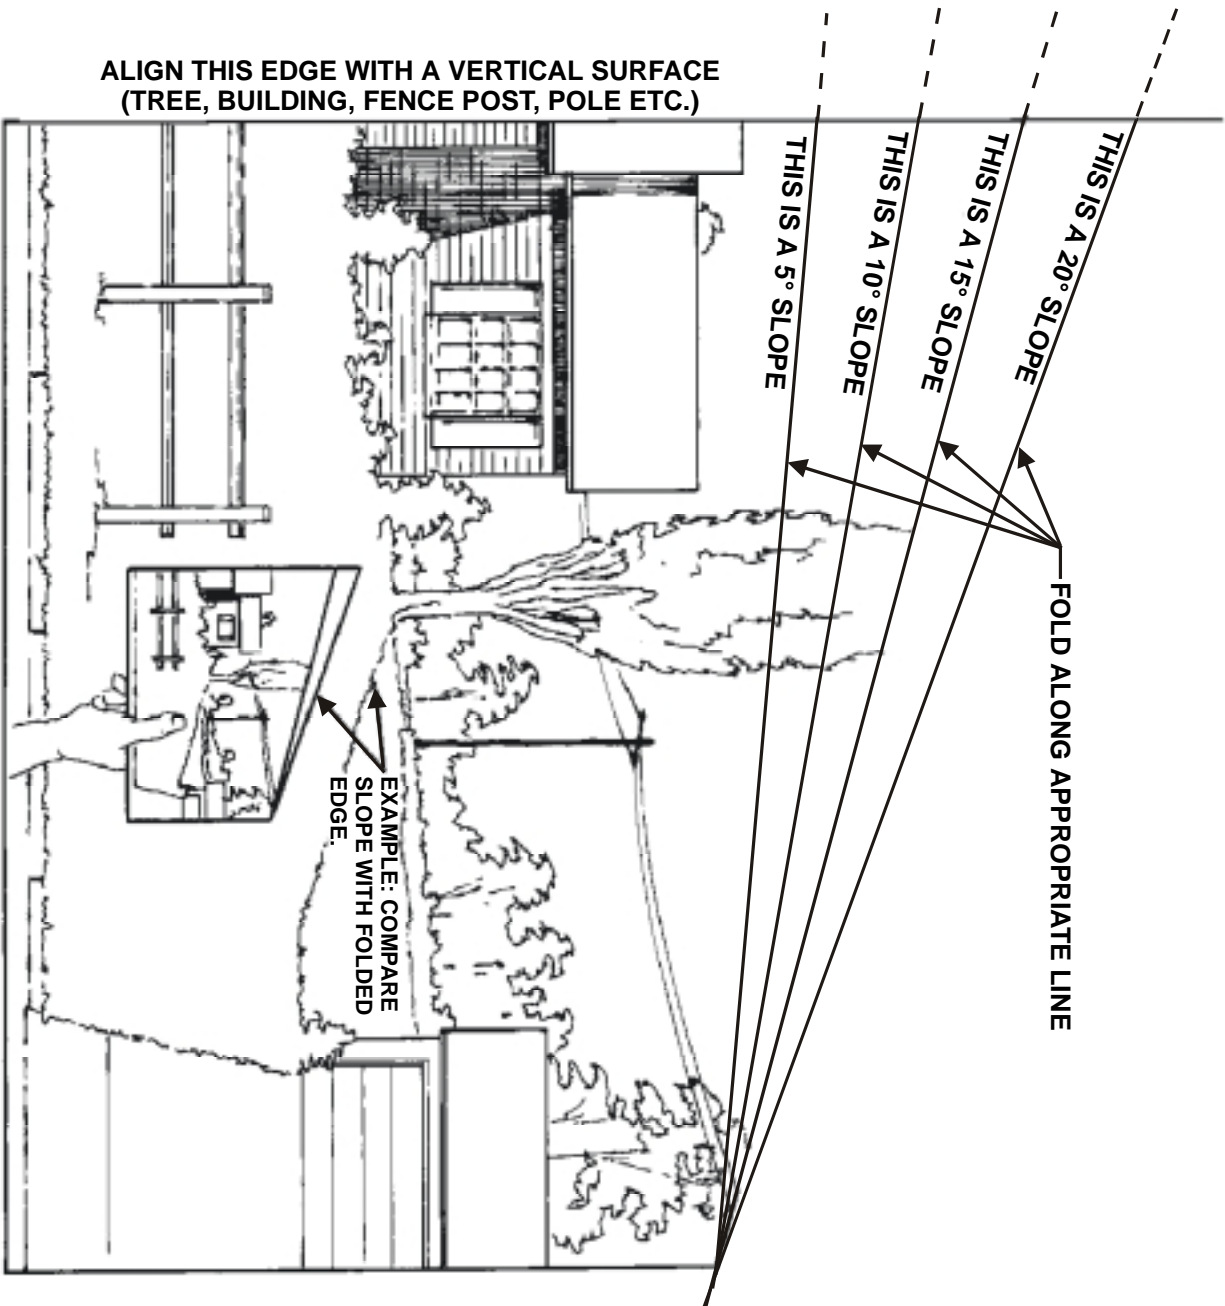 ALIGN THIS EDGE WITH A VERTICAL SURFACE
(TREE, BUILDING, FENCE POST, POLE ETC.)
THIS IS A 5° SLOPE
THIS IS A 10° SLOPE
THIS IS A 15° SLOPE
THIS IS A 20° SLOPE
FOLD ALONG APPROPRIATE LINE
EXAMPLE: COMPARE
SLOPE WITH FOLDED
EDGE.